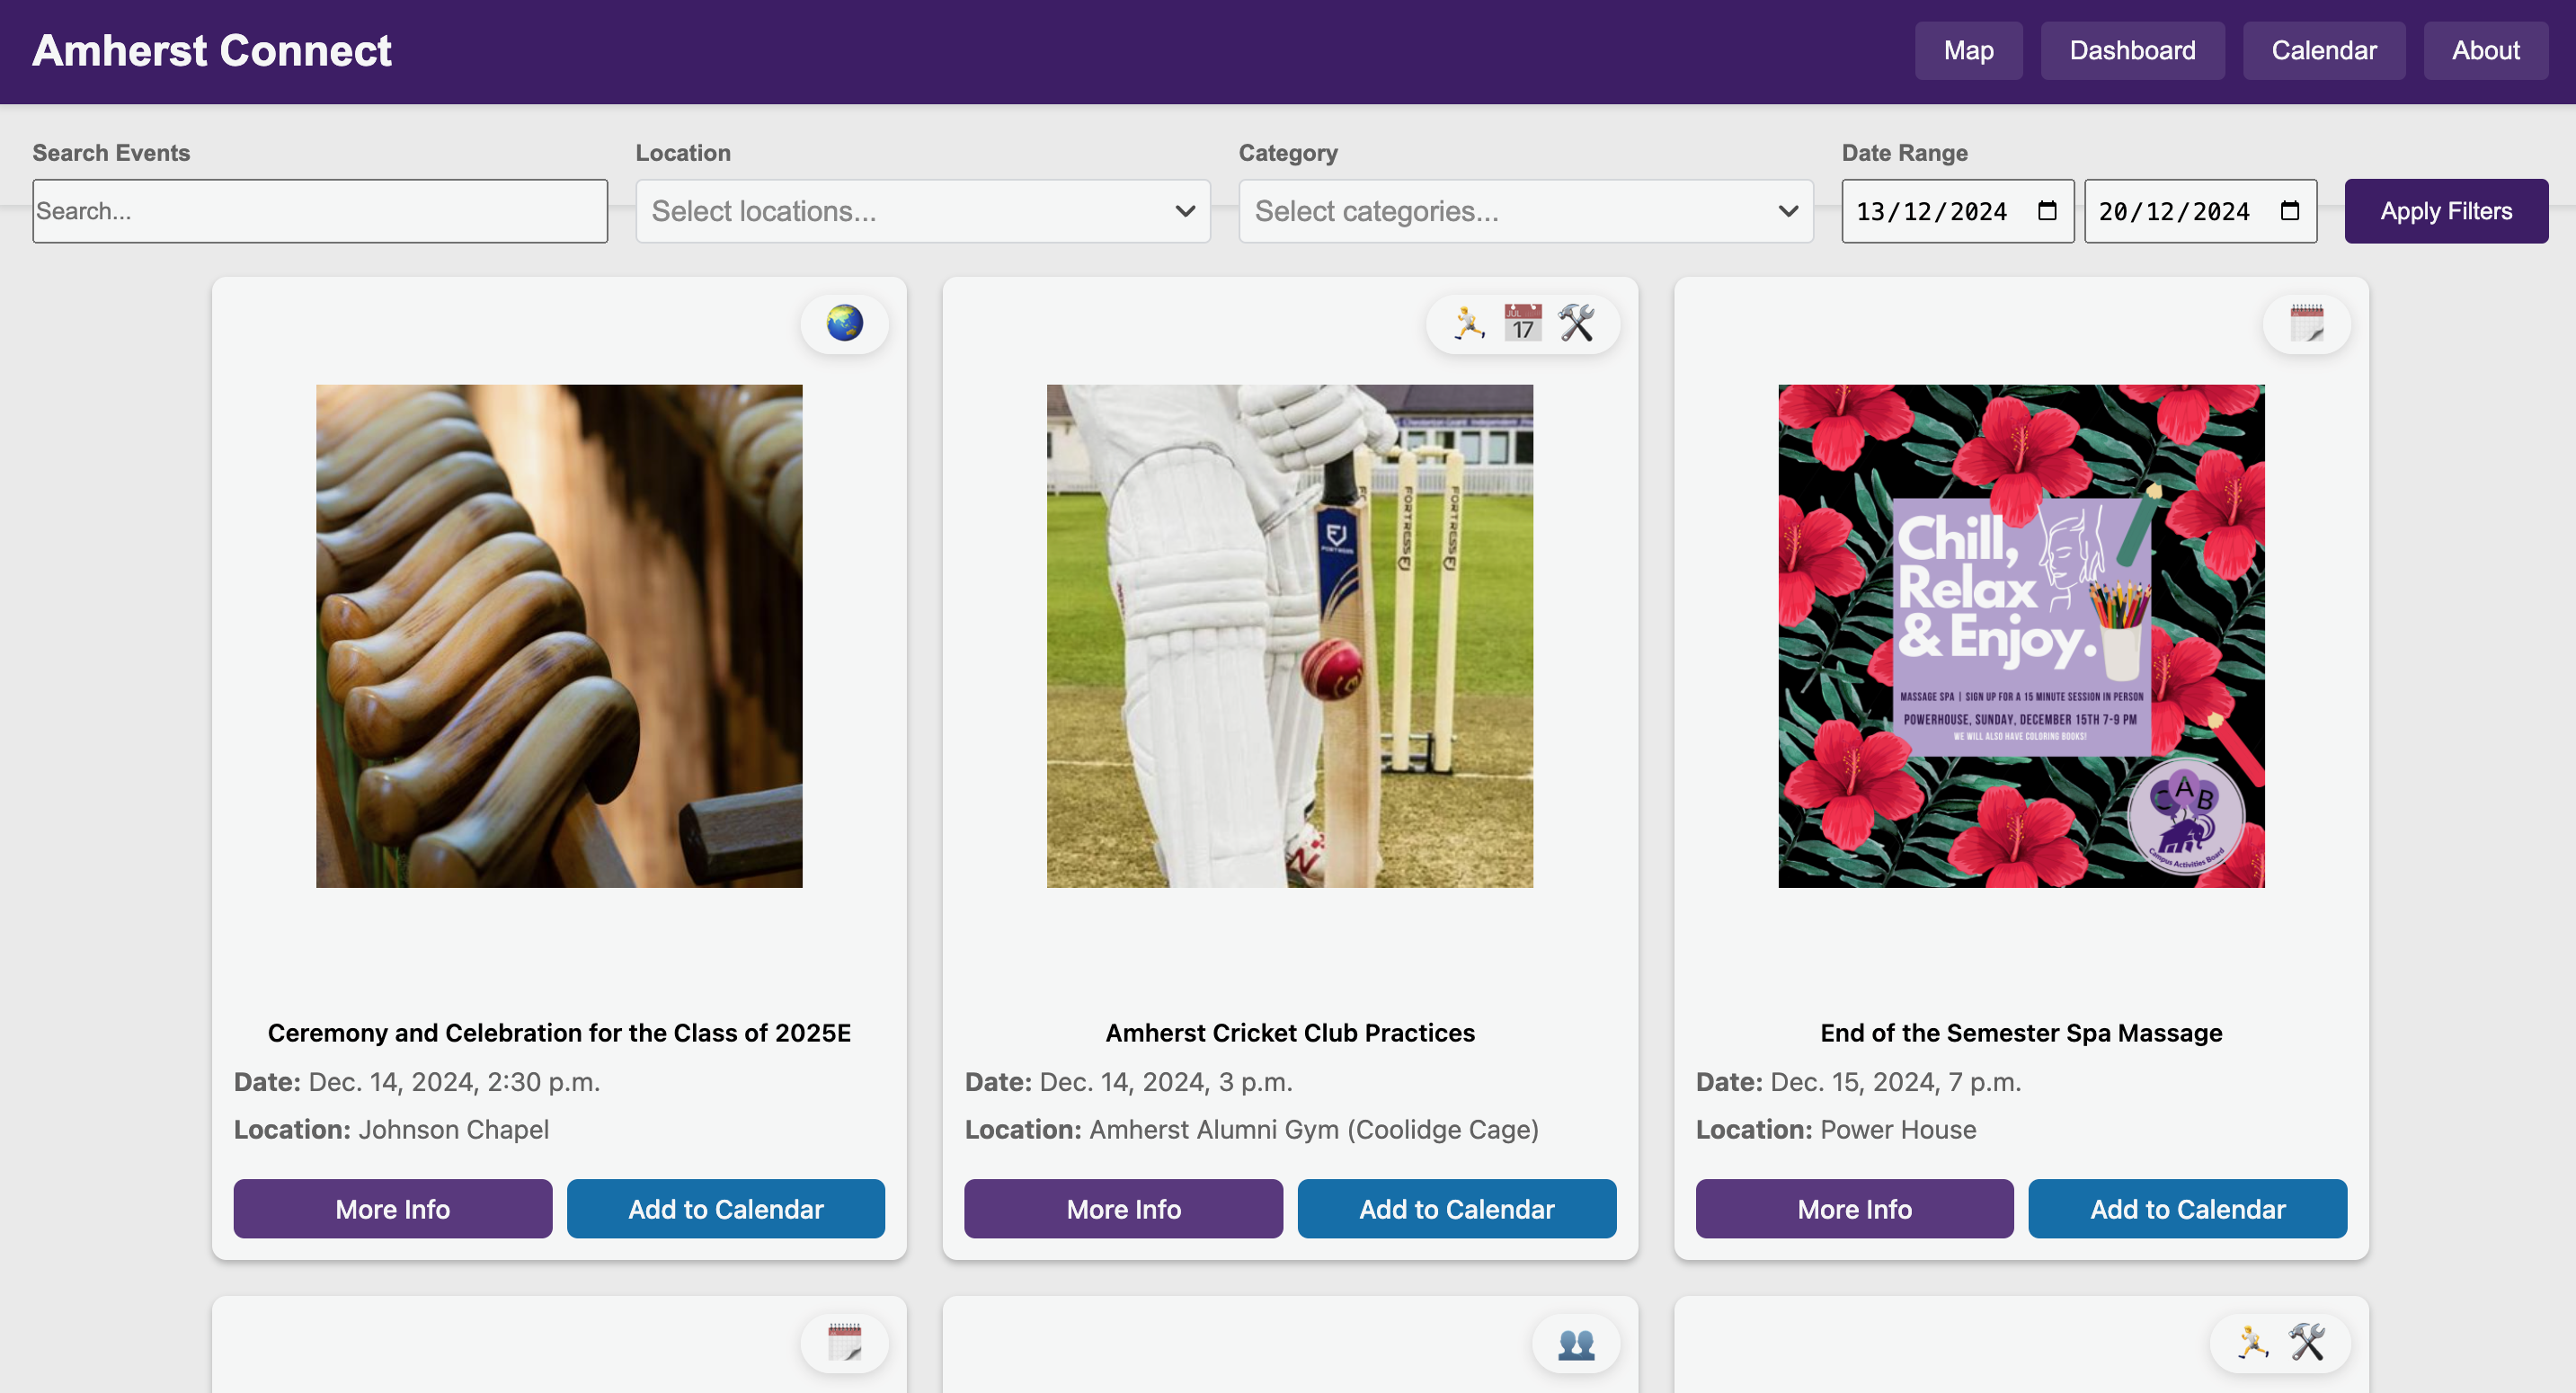 Amherst Connect
Map
Dashboard
Calendar
About
Search Events
Location
Category
Date Range
Search...
Select locations...
Select categories...
13/12/2024
20/12/2024
Apply Filters
JUL
17
FORTRESS
FORTRESS
Chill,
Relax
& Enjoy.
MASSAGE SPA | SIGN UP FOR A 15 MINUTE SESSION IN PERSON
POWERHOUSE, SUNDAY, DECEMBER 15TH 7-9 PM
WE WILL ALSO HAVE COLORING BOOKS!
CAB
Campus Activities Board
Ceremony and Celebration for the Class of 2025E
Date: Dec. 14, 2024, 2:30 p.m.
Location: Johnson Chapel
More Info
Add to Calendar
Amherst Cricket Club Practices
Date: Dec. 14, 2024, 3 p.m.
Location: Amherst Alumni Gym (Coolidge Cage)
More Info
Add to Calendar
End of the Semester Spa Massage
Date: Dec. 15, 2024, 7 p.m.
Location: Power House
More Info
Add to Calendar